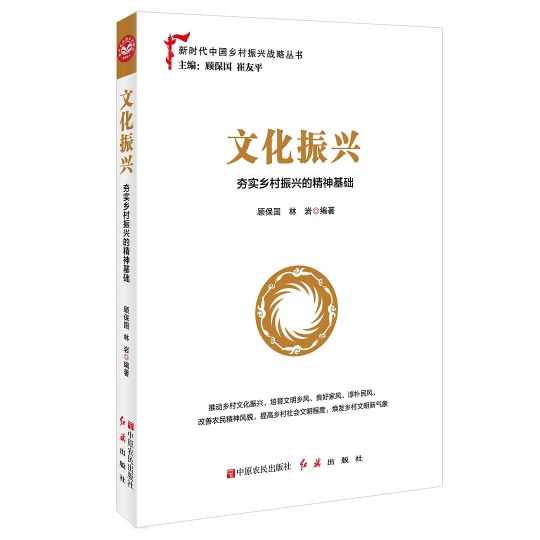 新时代中国乡村振兴战略丛书
主编：顾保国 崔友平
文化振兴
夯实乡村振兴的精神基础
顾保国 林 岩◎编著
推动乡村文化振兴，培育文明乡风、良好家风、淳朴民风，
改善农民精神风貌，提高乡村社会文明程度，焕发乡村文明新气象
中原农民出版社 红旗出版社
文化振兴
夯实乡村振兴的精神基础
顾保国 林 岩◎编著
中原农民出版社
红旗出版社